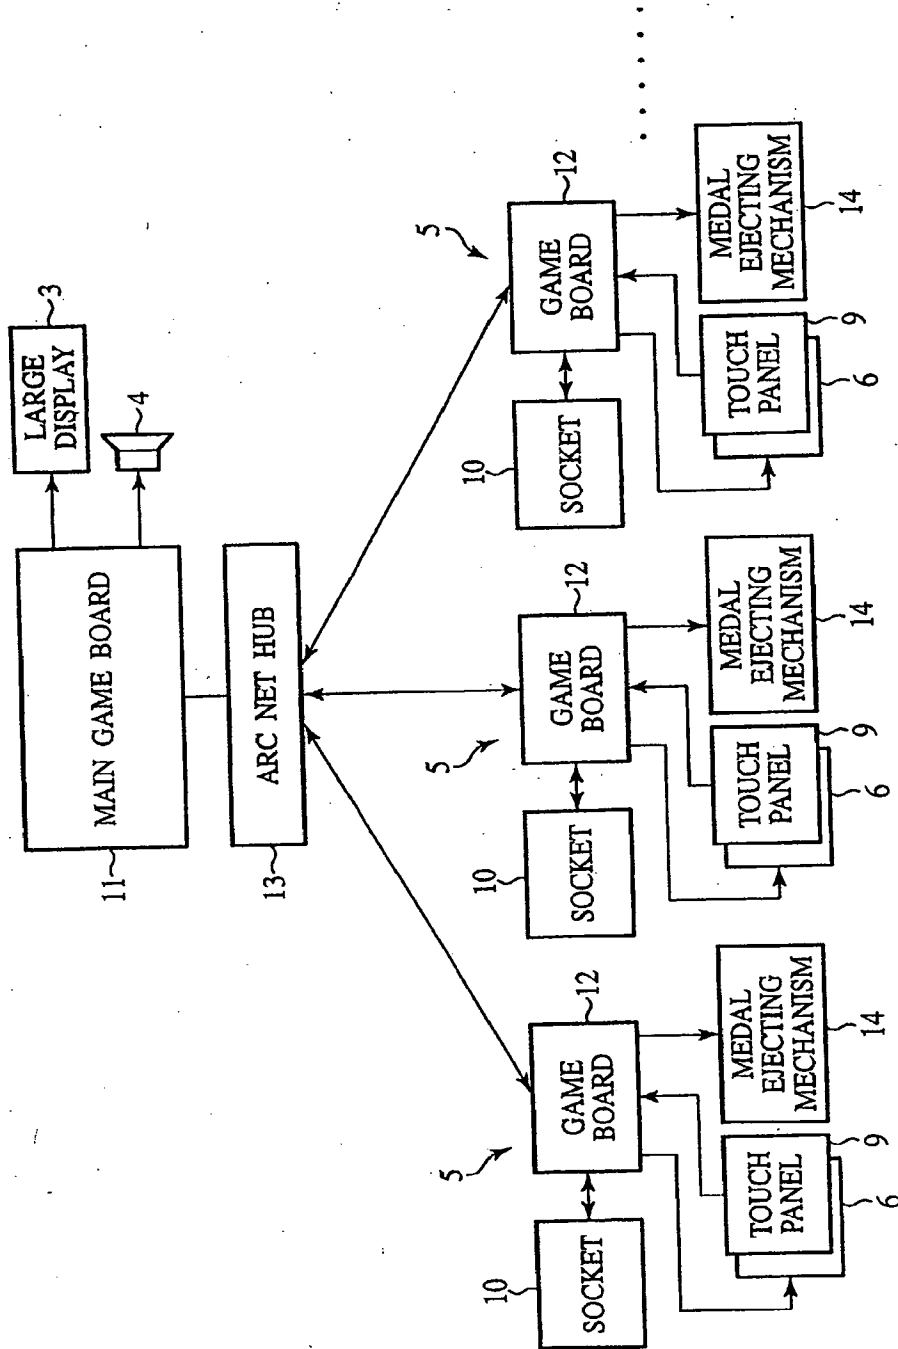 LARGE
DISPLAY
3
4
MAIN GAME BOARD
11
ARC NET HUB
13
5
12
GAME
BOARD
10
SOCKET
MEDAL
EJECTING
MECHANISM
14
TOUCH
PANEL
9
6
5
12
GAME
BOARD
10
SOCKET
MEDAL
EJECTING
MECHANISM
14
TOUCH
PANEL
9
6
5
12
GAME
BOARD
10
SOCKET
MEDAL
EJECTING
MECHANISM
14
TOUCH
PANEL
9
6